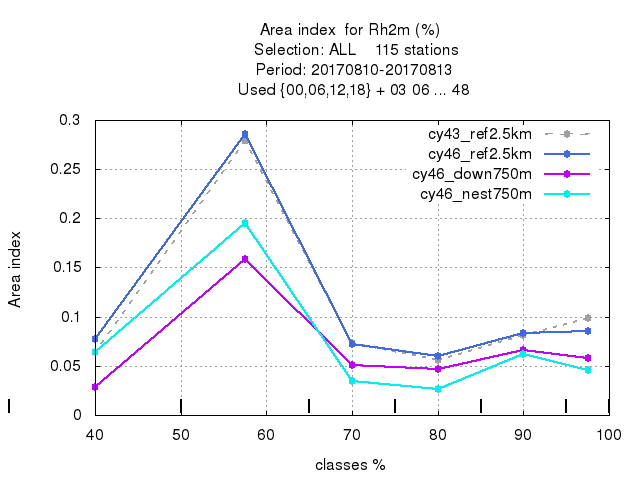 Area index for Rh2m (%)
Selection: ALL 115 stations
Period: 20170810-20170813
Used {00,06,12,18} + 03 06 ... 48
cy43_ref2.5km
cy46_ref2.5km
cy46_down750m
cy46_nest750m
0.3
0.25
0.2
0.15
0.1
0.05
0
Area index
40 50 60 70 80 90 100
classes %